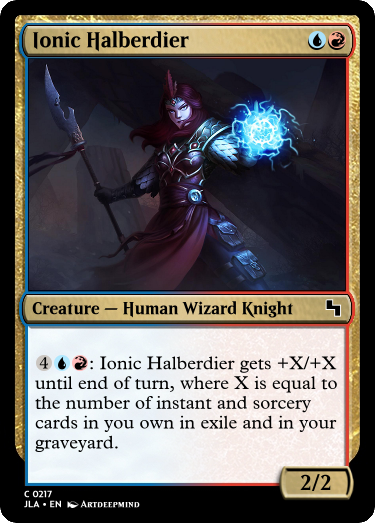 Ionic Halberdier
4: Ionic Halberdier gets +X/+X
until end of turn, where X is equal to
the number of instant and sorcery
cards in you own in exile and in your
graveyard.
Creature — Human Wizard Knight
2/2
C 0217
JLA • EN Artdeepmind